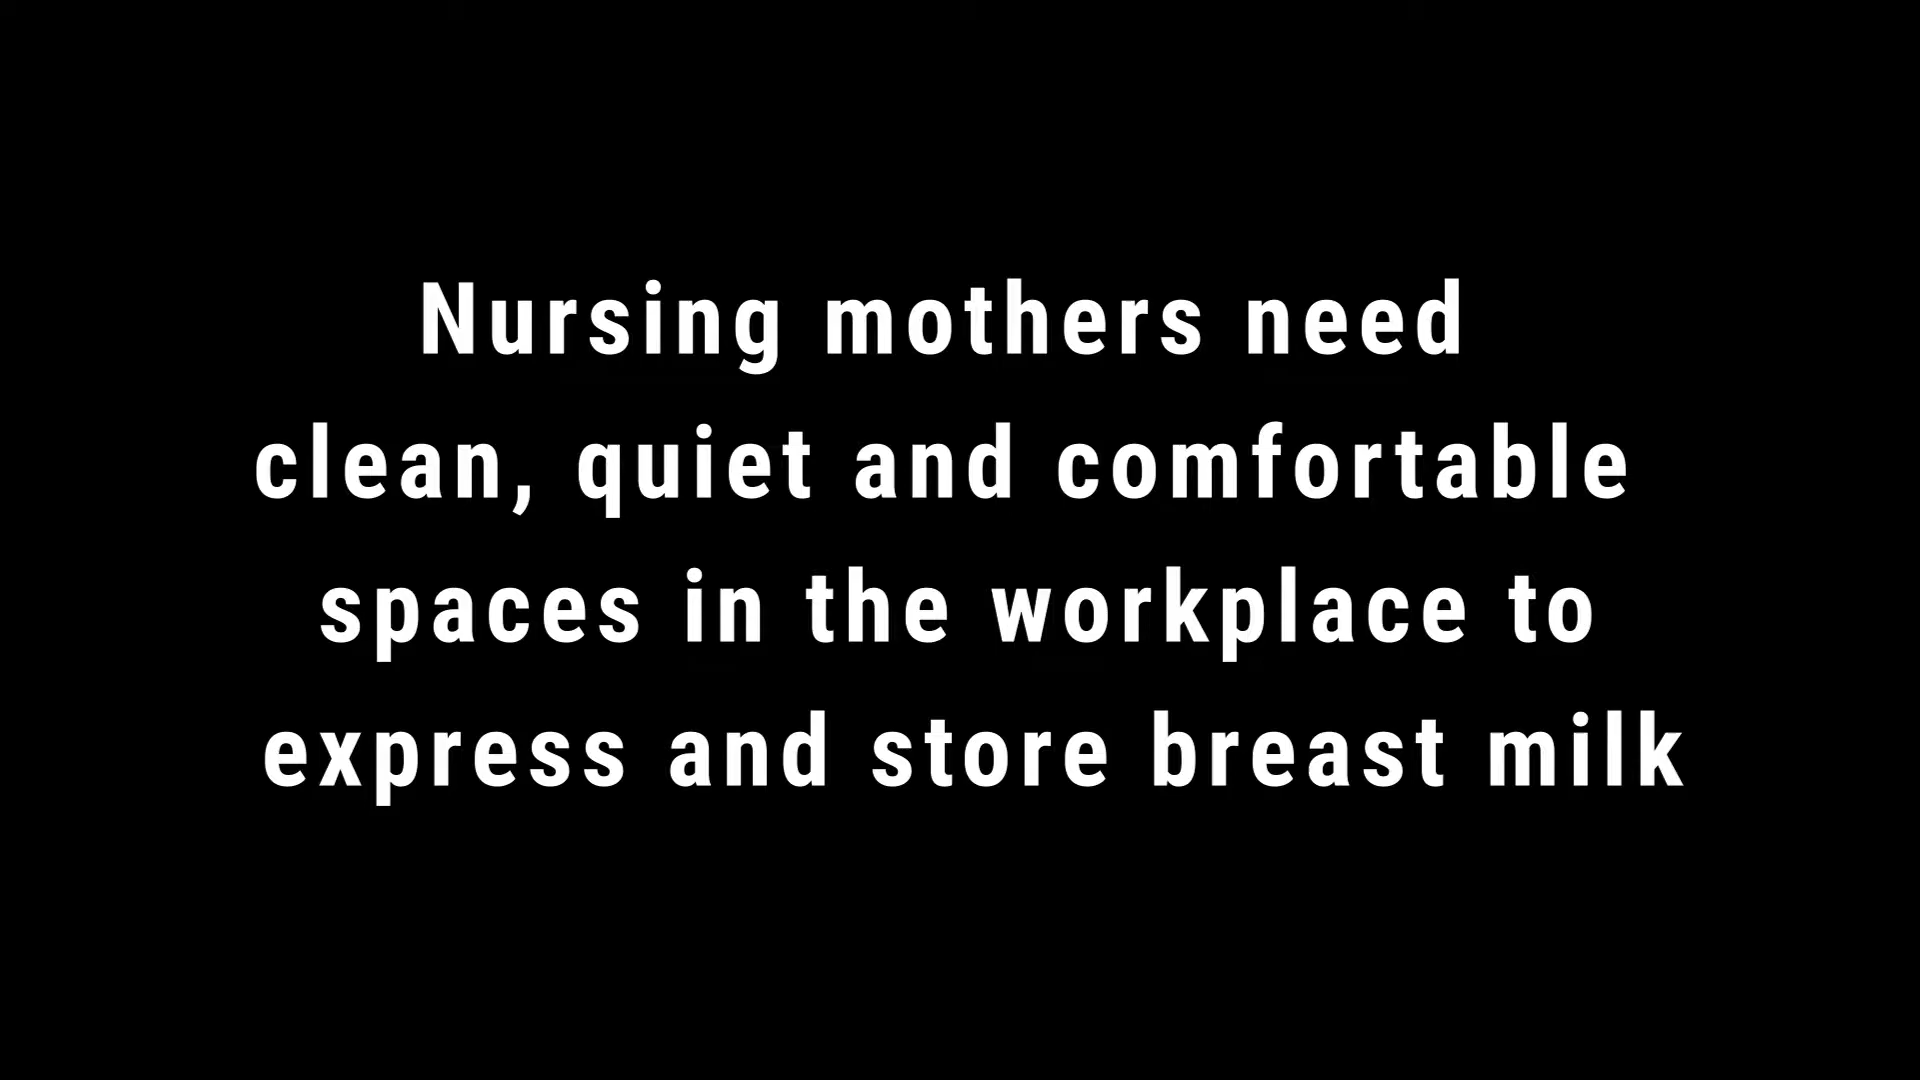 Nursing mothers need
clean, quiet and comfortable
spaces in the workplace to
express and store breast milk